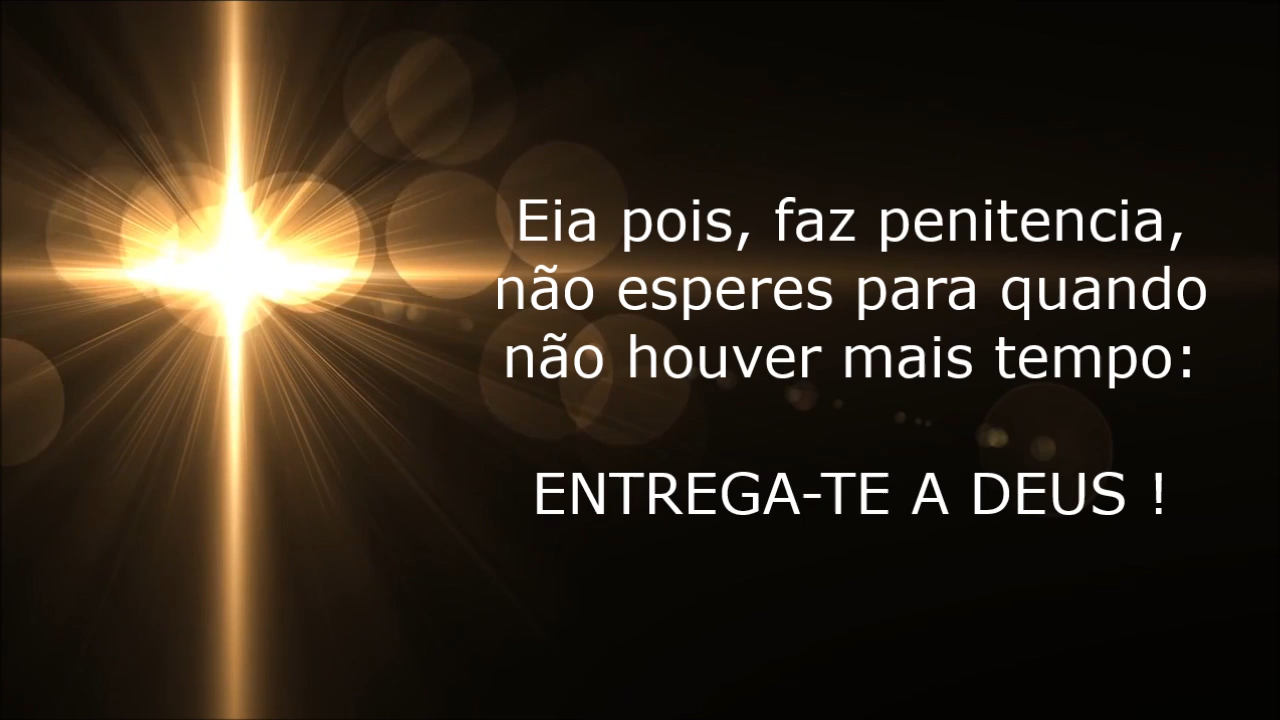 Eia pois, faz penitencia,
não esperes para quando
não houver mais tempo:
ENTREGA-TE A DEUS !